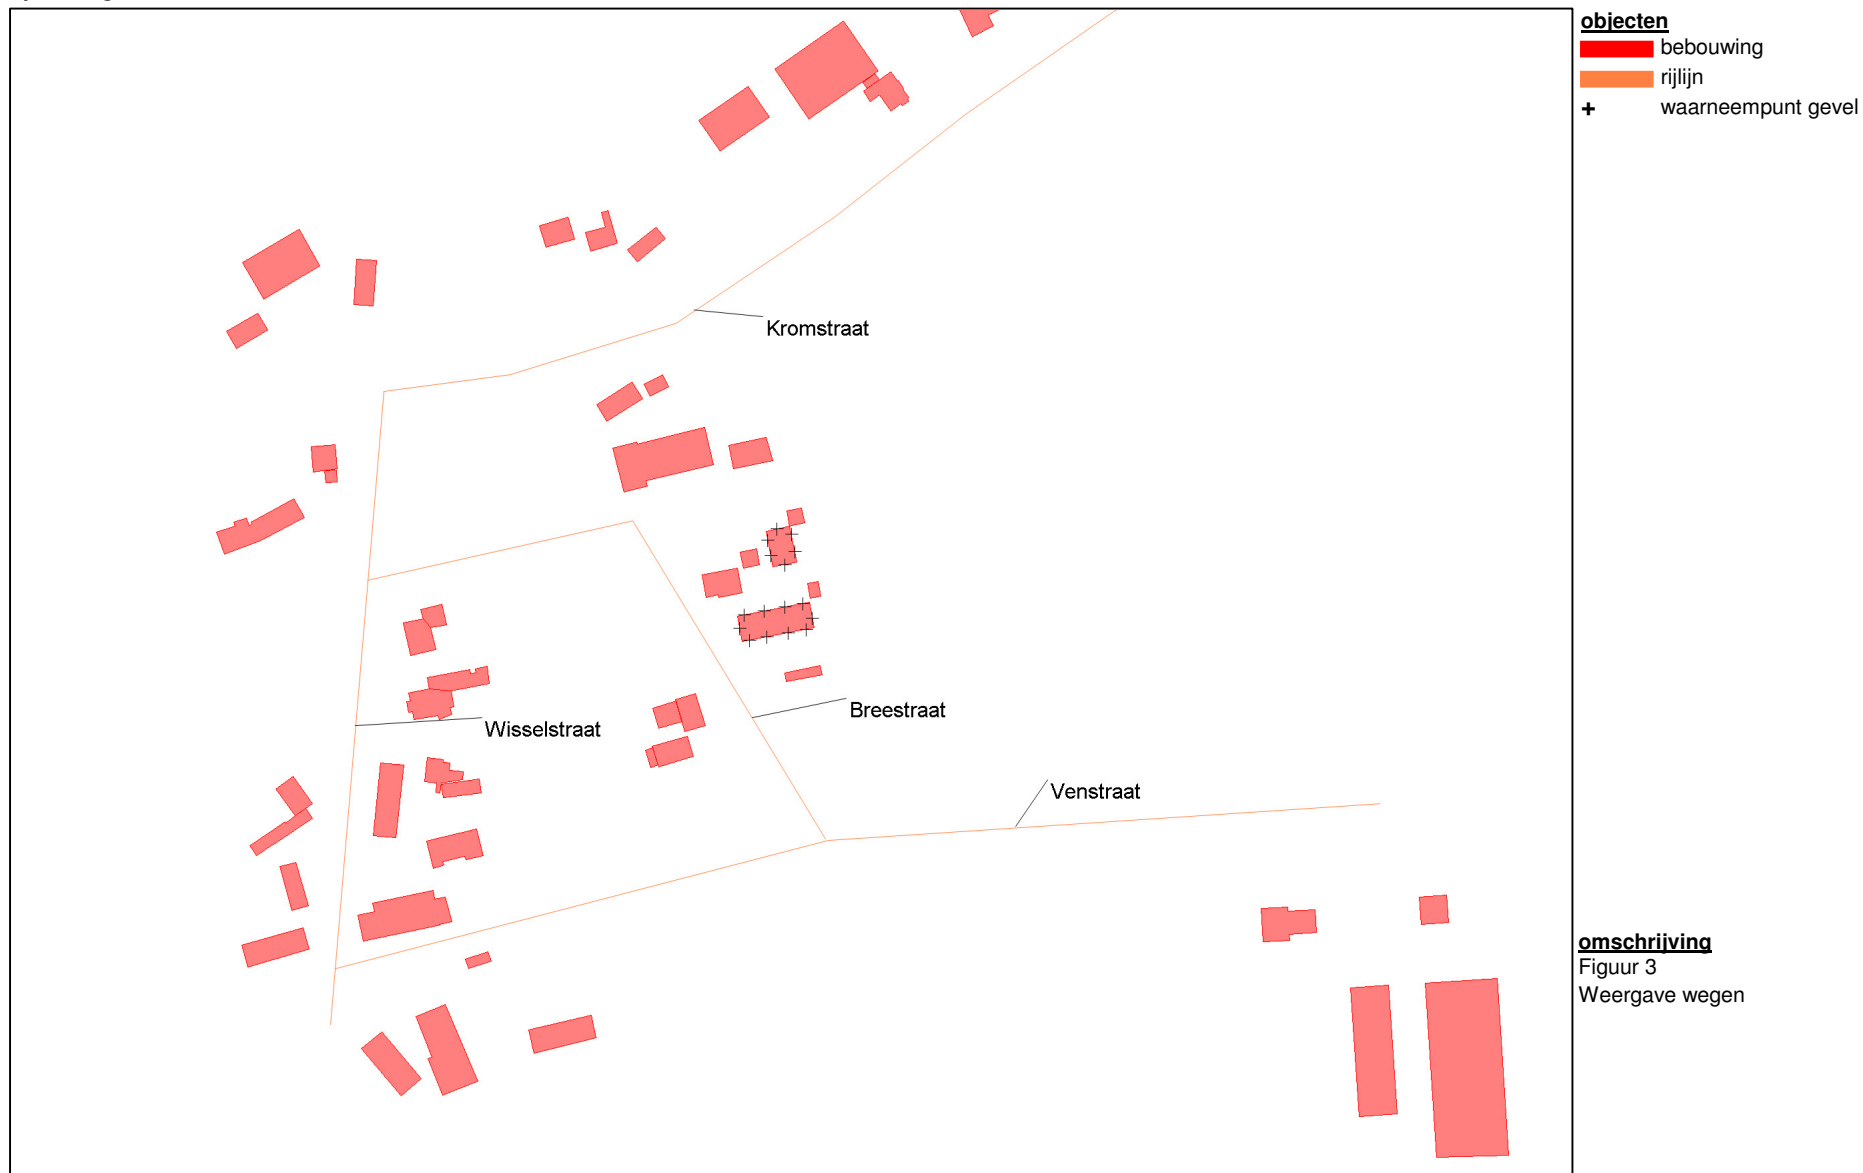 objecten
bebouwing
rijlijn
+ waarneempunt gevel
Kromstraat
Breestraat
Wisselstraat
Venstraat
omschrijving
Figuur 3
Weergave wegen